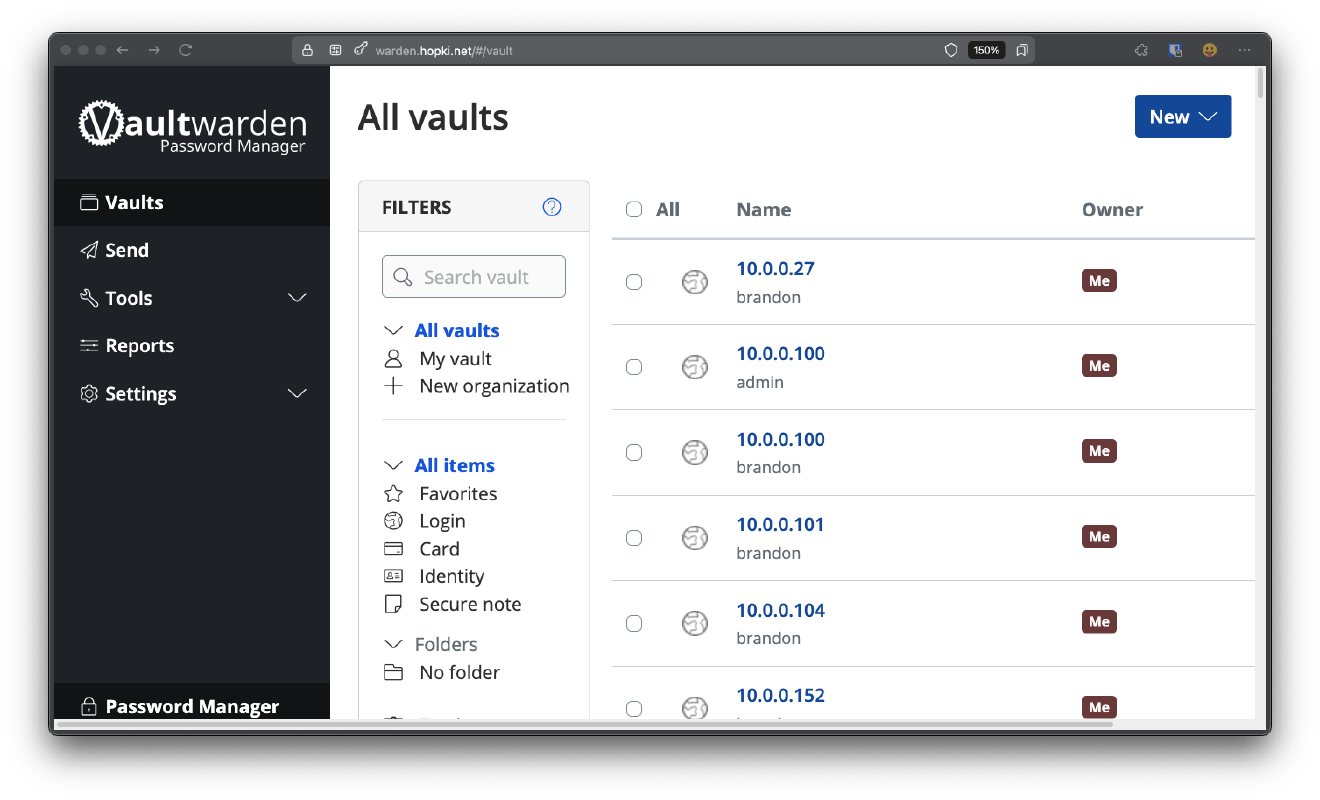 warden.hopki.net/#/vault
150%
Vaultwarden
Password Manager
Vaults
Send
Tools
Reports
Settings
Password Manager
All vaults
New
FILTERS
Search vault
All vaults
My vault
New organization
All items
Favorites
Login
Card
Identity
Secure note
Folders
No folder
All Name Owner
10.0.0.27
brandon
Me
10.0.0.100
admin
Me
10.0.0.100
brandon
Me
10.0.0.101
brandon
Me
10.0.0.104
brandon
Me
10.0.0.152
Me